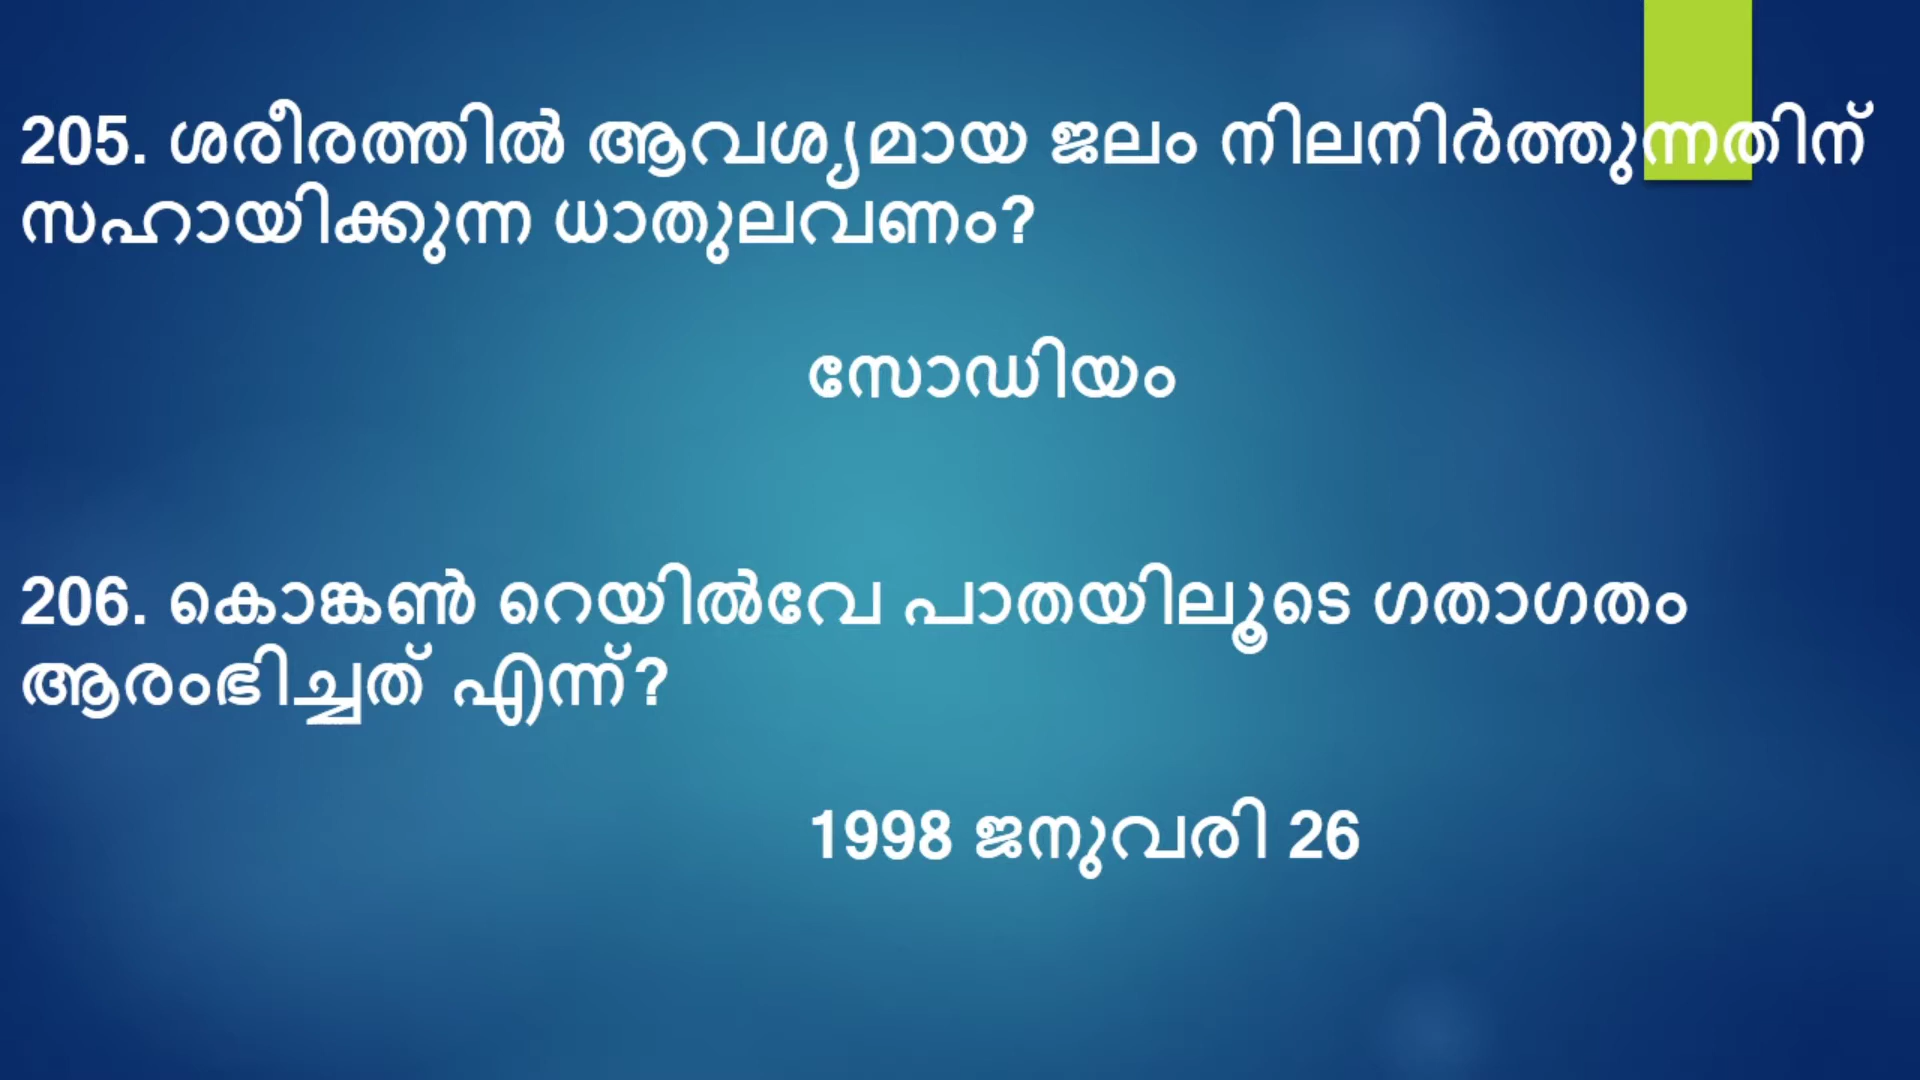 205. ശരീരത്തിൽ ആവശ്യമായ ജലം നിലനിർത്തുന്നതിന്
സഹായിക്കുന്ന ധാതുലവണം?
സോഡിയം
206. കൊങ്കൺ റെയിൽവേ പാതയിലൂടെ ഗതാഗതം
ആരംഭിച്ചത് എന്ന്?
1998 ജനുവരി 26